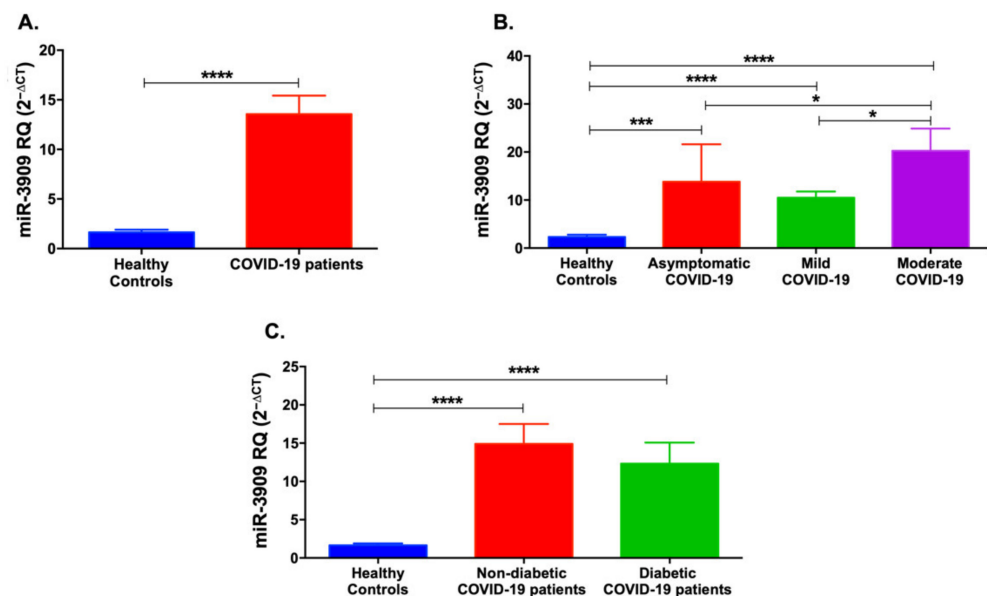 A.
miR-3909 RQ (2⁻ΔCT)
20
15
10
5
0
****
Healthy
Controls
COVID-19 patients
B.
miR-3909 RQ (2⁻ΔCT)
40
30
20
10
0
****
****
*
*
***
Healthy
Controls
Asymptomatic
COVID-19
Mild
COVID-19
Moderate
COVID-19
C.
miR-3909 RQ (2⁻ΔCT)
25
20
15
10
5
0
****
****
Healthy
Controls
Non-diabetic
COVID-19 patients
Diabetic
COVID-19 patients